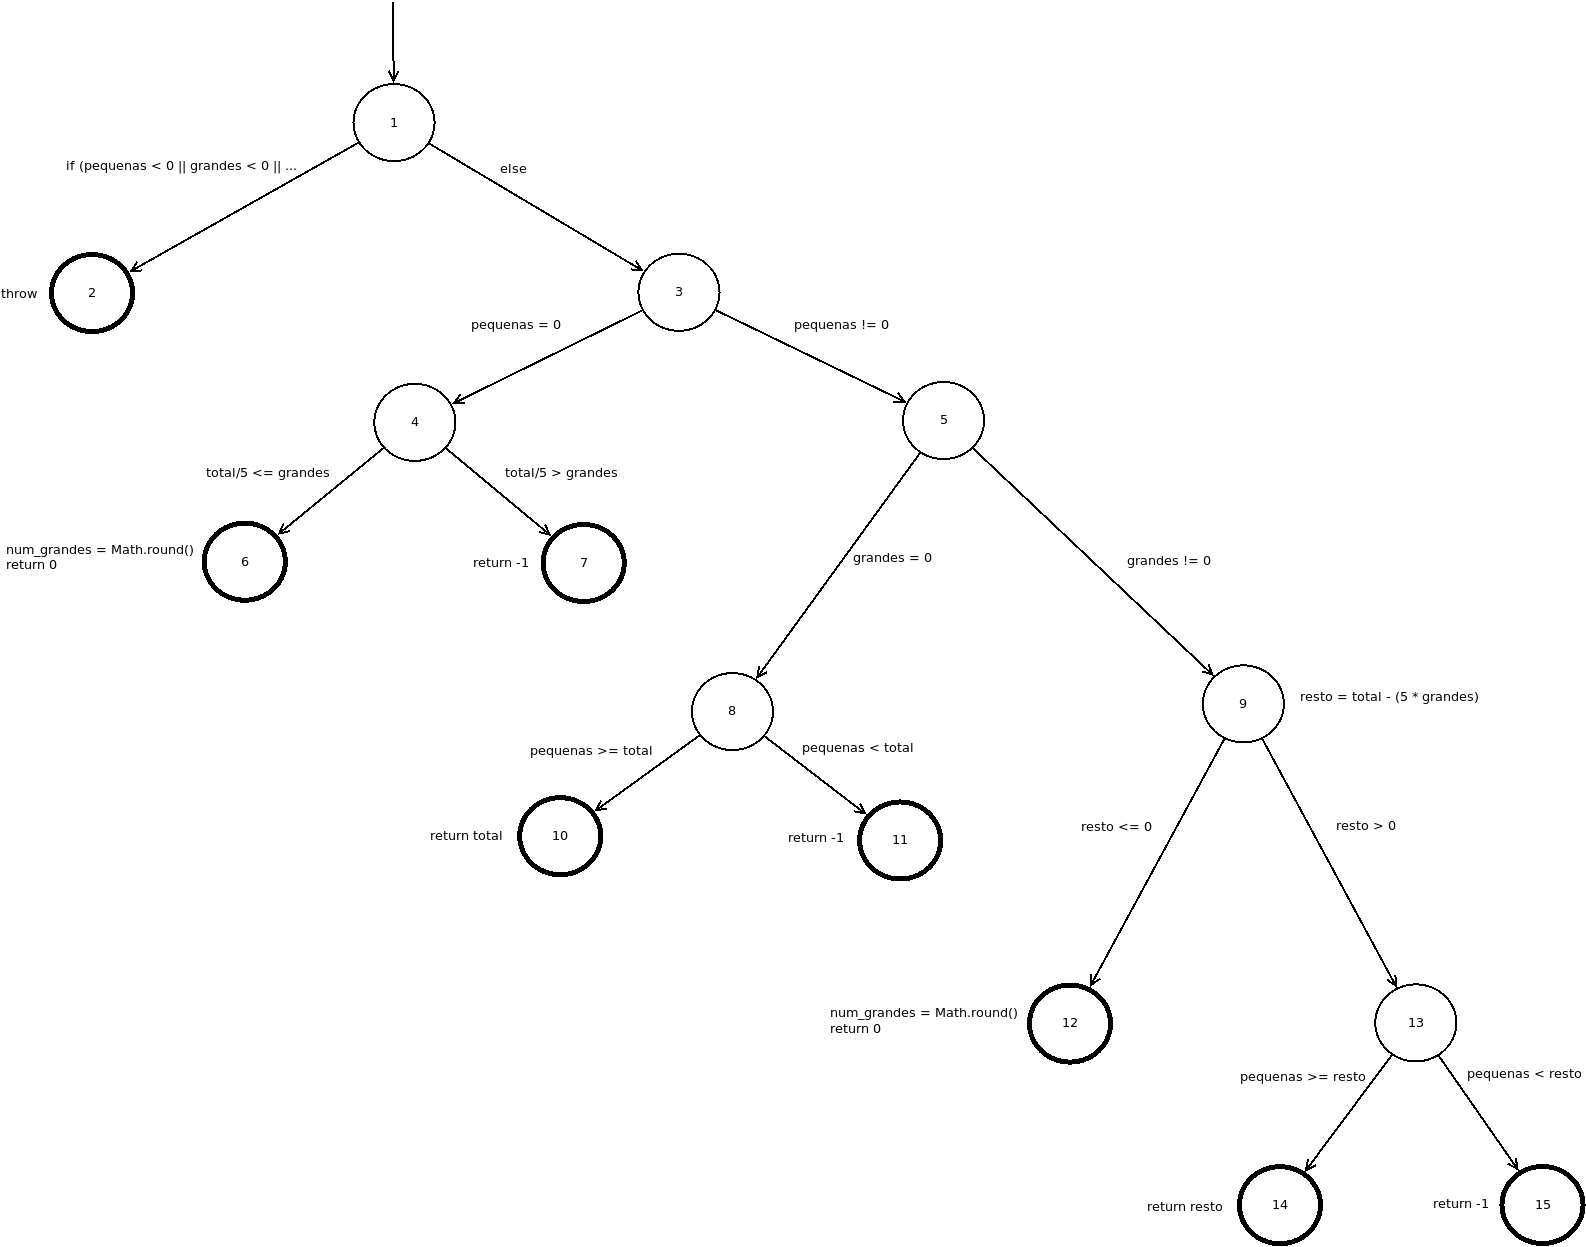 1
if (pequenas < 0 || grandes < 0 || ...
else
throw
2
3
pequenas = 0
pequenas != 0
4
5
total/5 <= grandes
total/5 > grandes
num_grandes = Math.round()
return 0
6
return -1
7
grandes = 0
grandes != 0
8
9
resto = total - (5 * grandes)
pequenas >= total
pequenas < total
return total
10
return -1
11
resto <= 0
resto > 0
num_grandes = Math.round()
return 0
12
13
pequenas >= resto
pequenas < resto
return resto
14
return -1
15